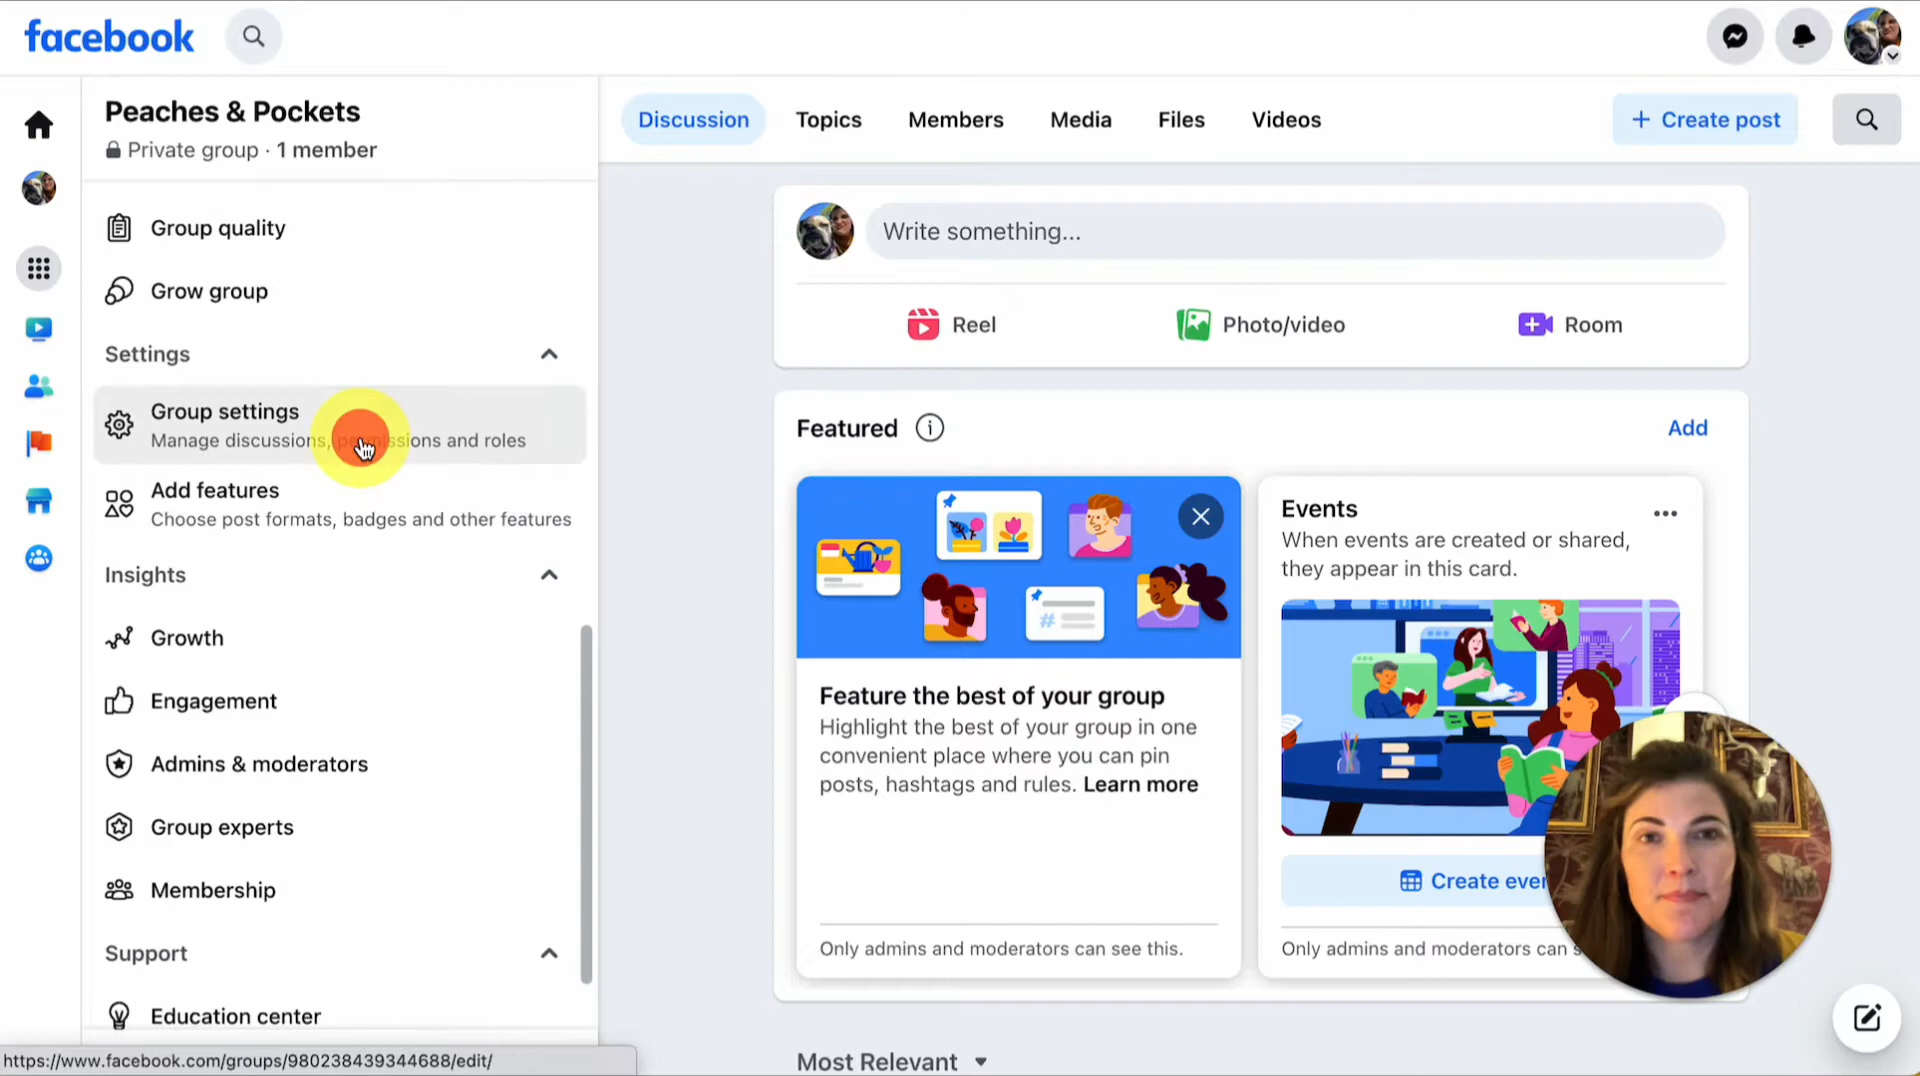 facebook
Peaches & Pockets
Private group · 1 member
Group quality
Grow group
Settings
Group settings
Manage discussions, permissions and roles
Add features
Choose post formats, badges and other features
Insights
Growth
Engagement
Admins & moderators
Group experts
Membership
Support
Education center
https://www.facebook.com/groups/980238439344688/edit/
Discussion
Topics
Members
Media
Files
Videos
+ Create post
Write something...
Reel
Photo/video
Room
Featured
Add
Feature the best of your group
Highlight the best of your group in one
convenient place where you can pin
posts, hashtags and rules. Learn more
Only admins and moderators can see this.
Events
When events are created or shared,
they appear in this card.
Create
Only admins and moderators can
Most Relevant